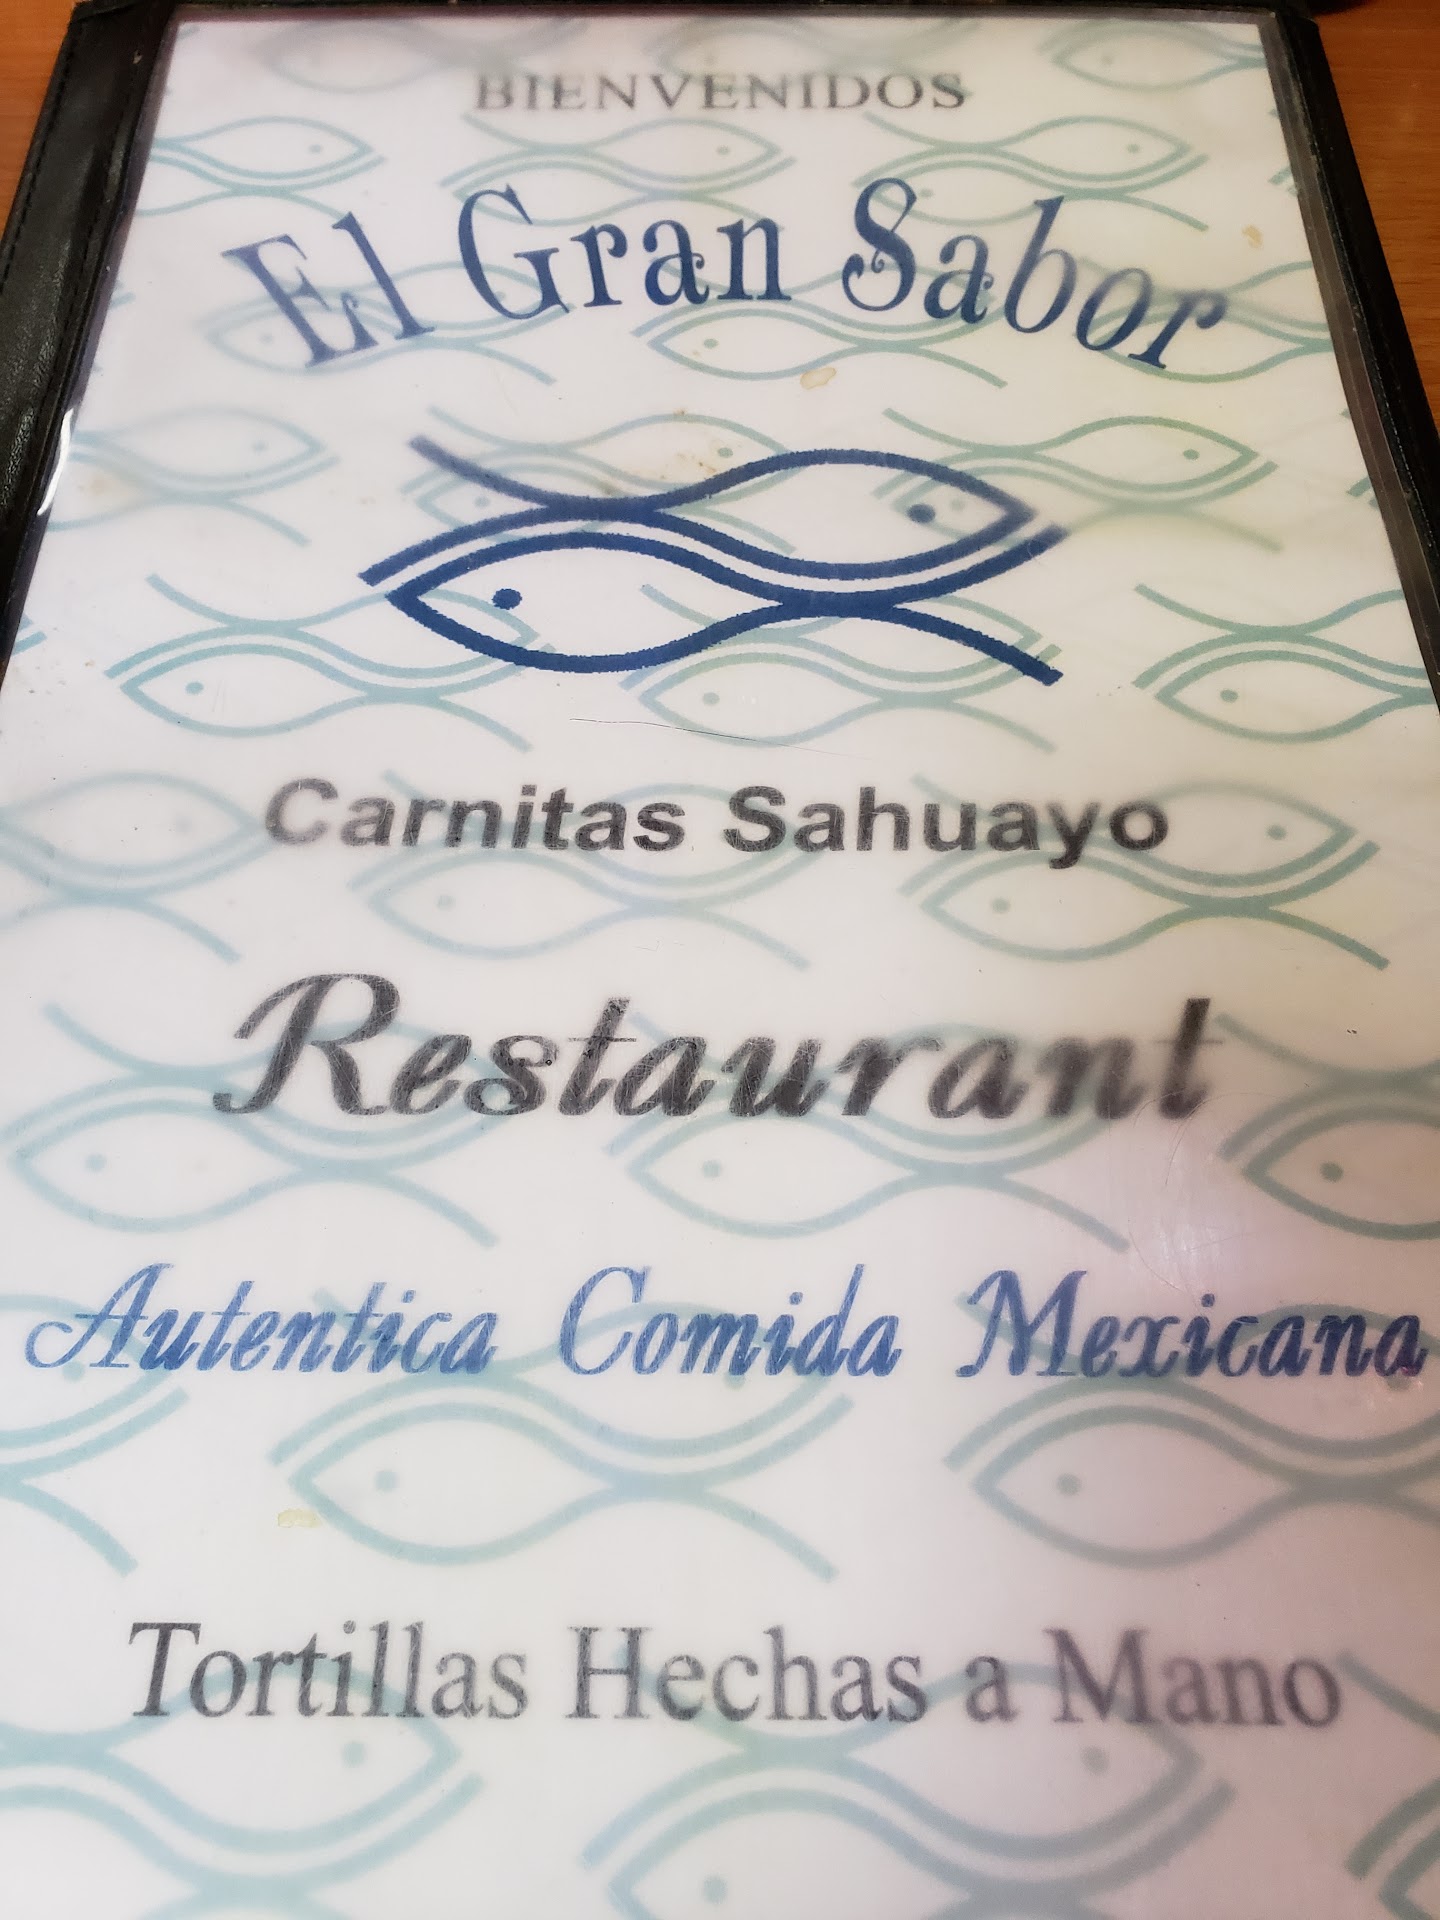 BIENVENIDOS
El Gran Sabor
Carnitas Sahuayo
Restaurant
Autentica Comida Mexicana
Tortillas Hechas a Mano